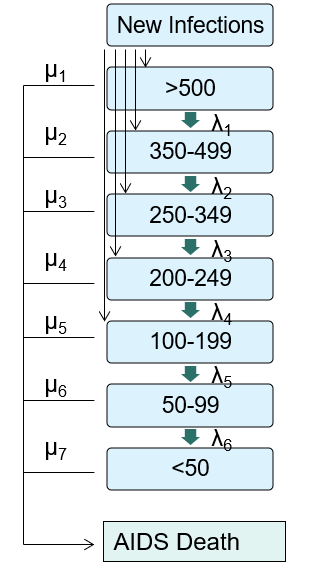 New Infections
μ1
>500
λ1
μ2
350-499
λ2
μ3
250-349
λ3
μ4
200-249
λ4
μ5
100-199
λ5
μ6
50-99
λ6
μ7
<50
AIDS Death